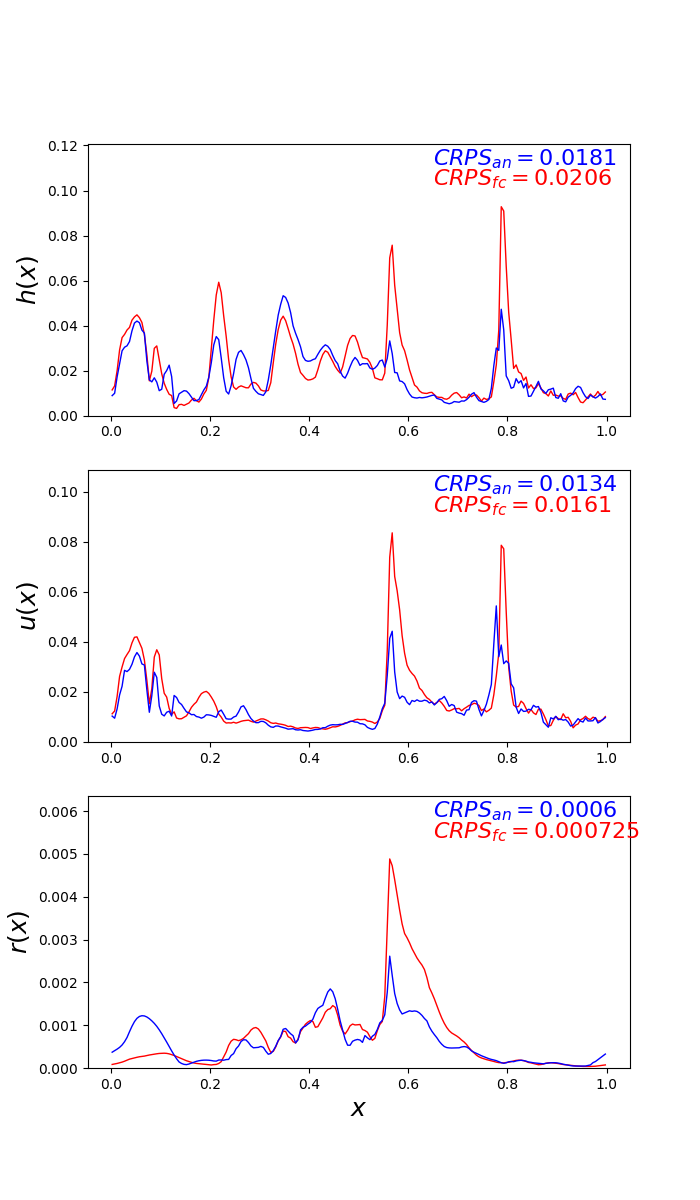 CRPS_an = 0.0181
CRPS_fc = 0.0206
0.12
0.10
0.08
0.06
0.04
0.02
0.00
h(x)
0.0 0.2 0.4 0.6 0.8 1.0
CRPS_an = 0.0134
CRPS_fc = 0.0161
0.10
0.08
0.06
0.04
0.02
0.00
u(x)
0.0 0.2 0.4 0.6 0.8 1.0
CRPS_an = 0.0006
CRPS_fc = 0.000725
0.006
0.005
0.004
0.003
0.002
0.001
0.000
r(x)
0.0 0.2 0.4 0.6 0.8 1.0
x